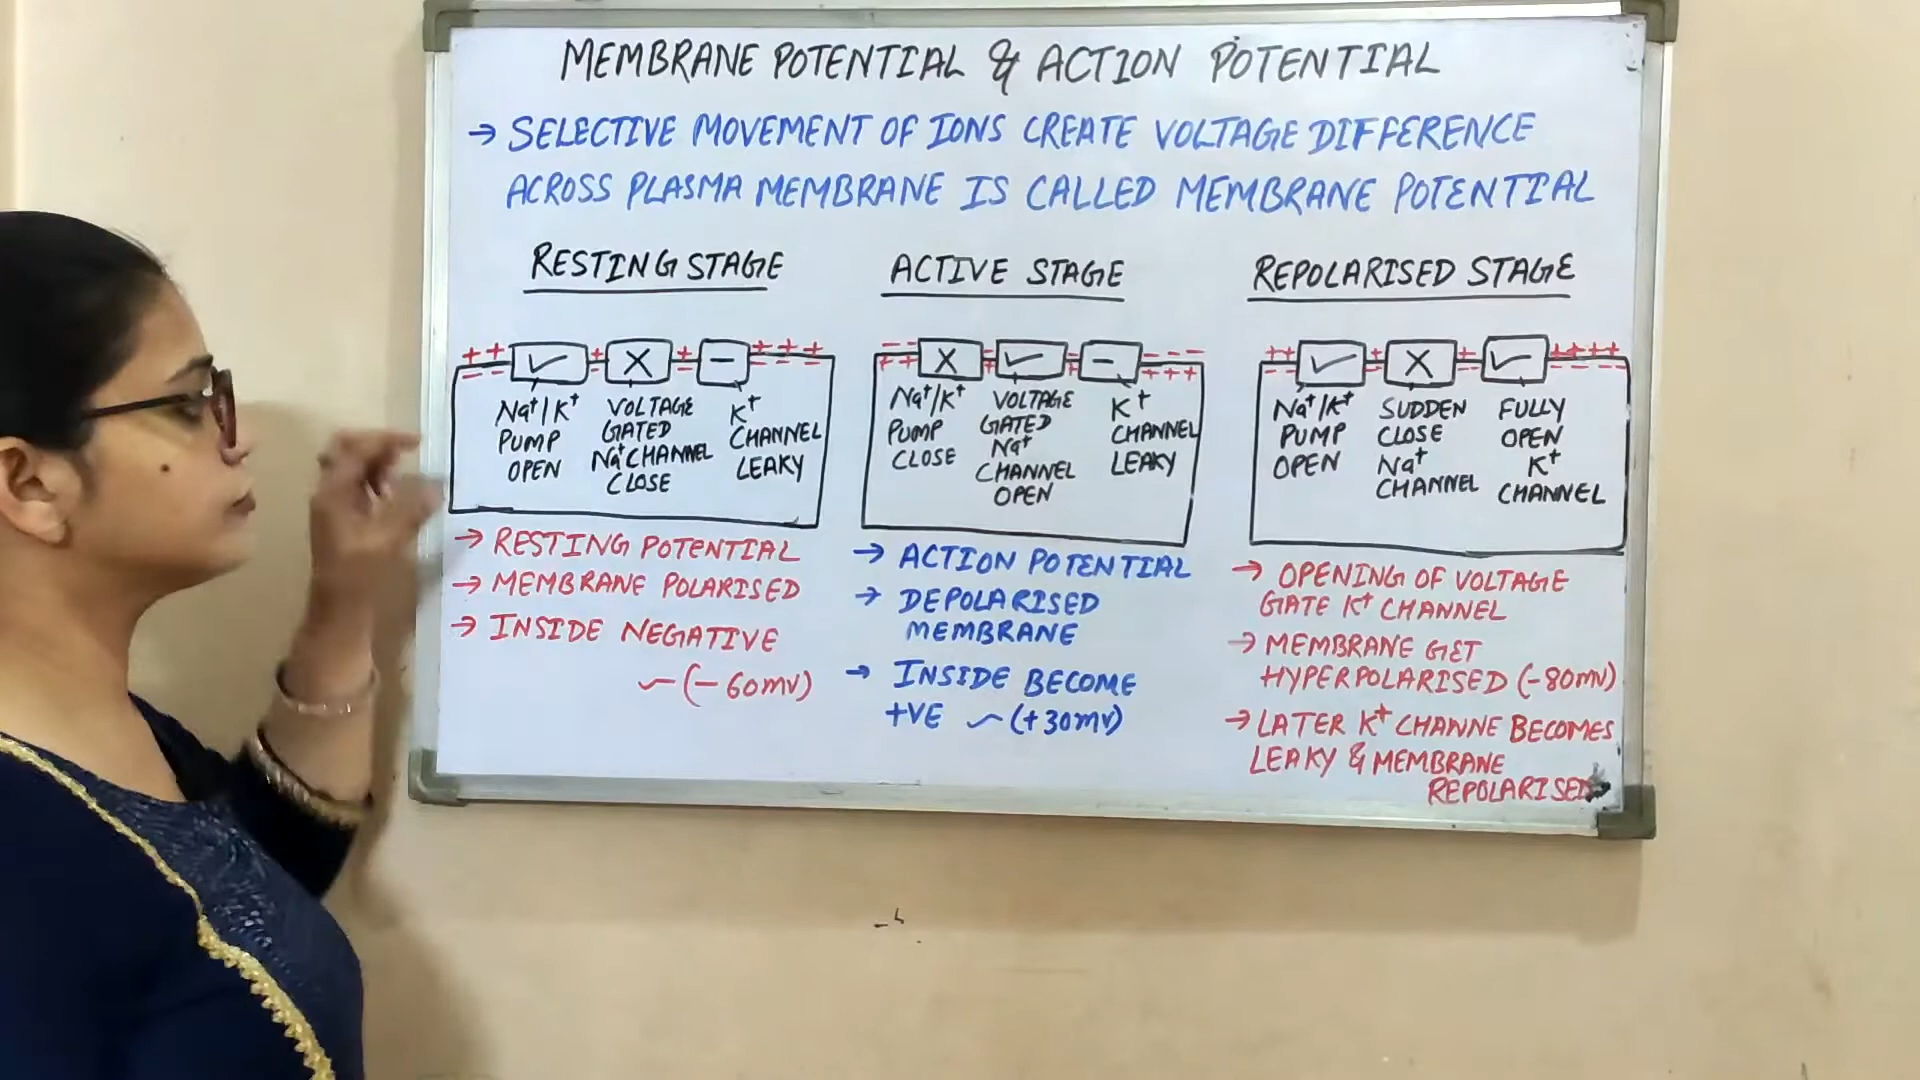 MEMBRANE POTENTIAL & ACTION POTENTIAL
→ SELECTIVE MOVEMENT OF IONS CREATE VOLTAGE DIFFERENCE
ACROSS PLASMA MEMBRANE IS CALLED MEMBRANE POTENTIAL
RESTING STAGE
Na⁺/K⁺
PUMP
OPEN
VOLTAGE
GATED
Na⁺ CHANNEL
CLOSE
K⁺
CHANNEL
LEAKY
→ RESTING POTENTIAL
→ MEMBRANE POLARISED
→ INSIDE NEGATIVE
~ (- 60mv)
ACTIVE STAGE
Na⁺/K⁺
PUMP
CLOSE
VOLTAGE
GATED
Na⁺
CHANNEL
OPEN
K⁺
CHANNEL
LEAKY
→ ACTION POTENTIAL
→ DEPOLARISED
MEMBRANE
→ INSIDE BECOME
+VE ~ (+30mv)
REPOLARISED STAGE
Na⁺/K⁺
PUMP
OPEN
SUDDEN
CLOSE
Na⁺
CHANNEL
FULLY
OPEN
K⁺
CHANNEL
→ OPENING OF VOLTAGE
GATE K⁺ CHANNEL
→ MEMBRANE GET
HYPERPOLARISED (-80mv)
→ LATER K⁺ CHANNE BECOMES
LEAKY & MEMBRANE
REPOLARISED